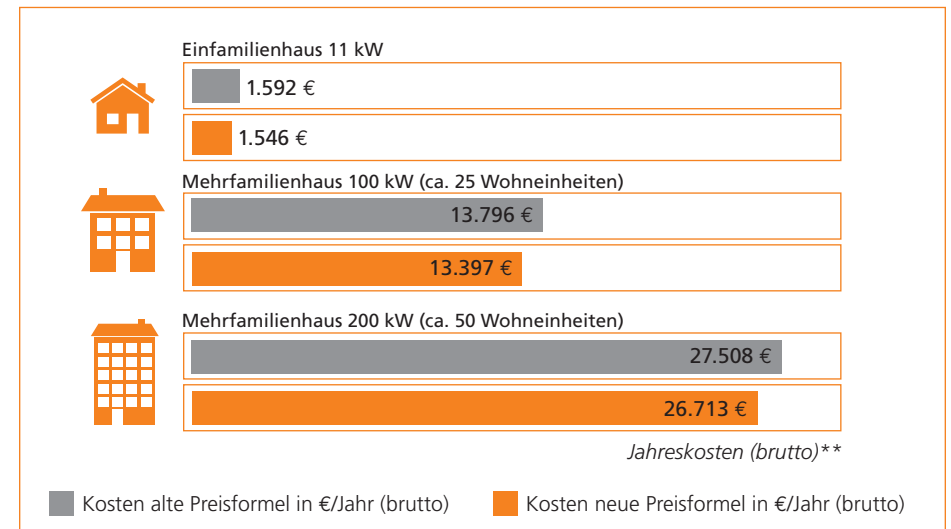 Einfamilienhaus 11 kW
1.592 €
1.546 €
Mehrfamilienhaus 100 kW (ca. 25 Wohneinheiten)
13.796 €
13.397 €
Mehrfamilienhaus 200 kW (ca. 50 Wohneinheiten)
27.508 €
26.713 €
Jahreskosten (brutto)**
Kosten alte Preisformel in €/Jahr (brutto) Kosten neue Preisformel in €/Jahr (brutto)